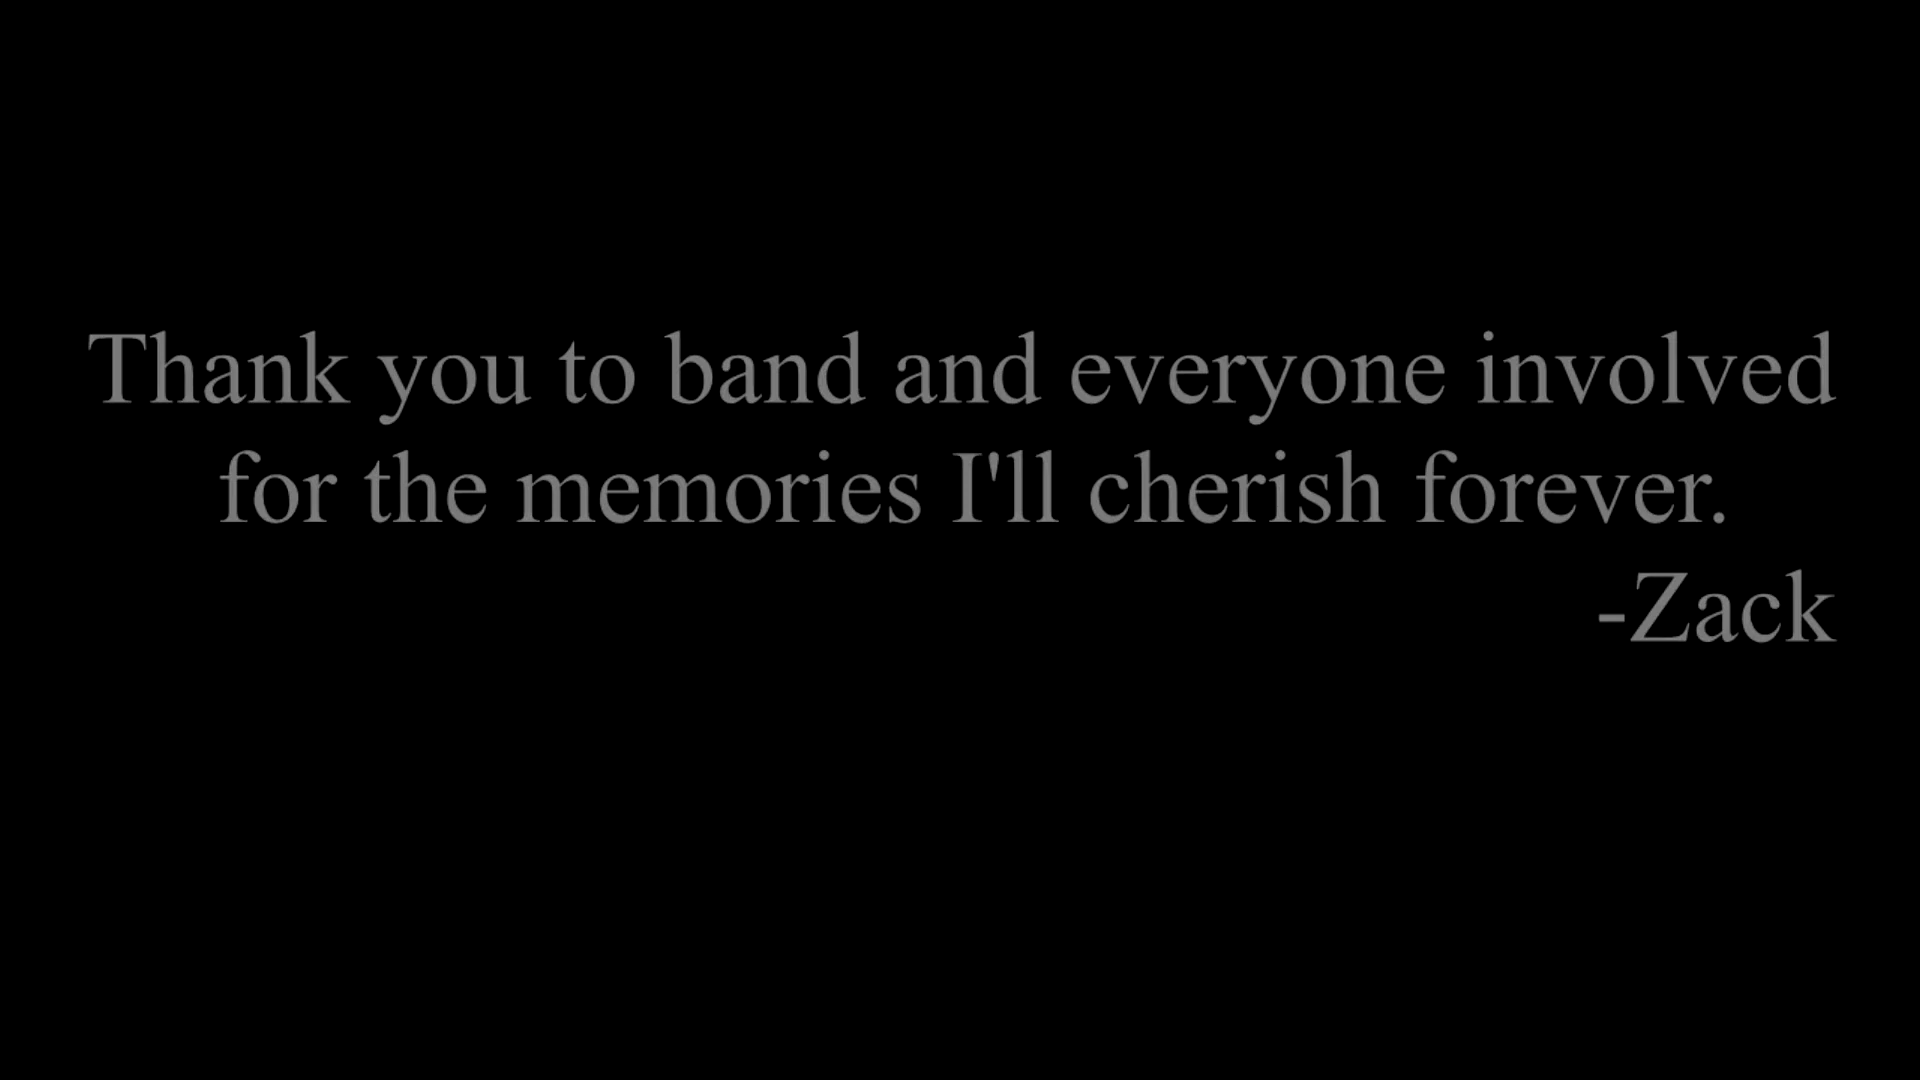 Thank you to band and everyone involved
for the memories I'll cherish forever.
-Zack